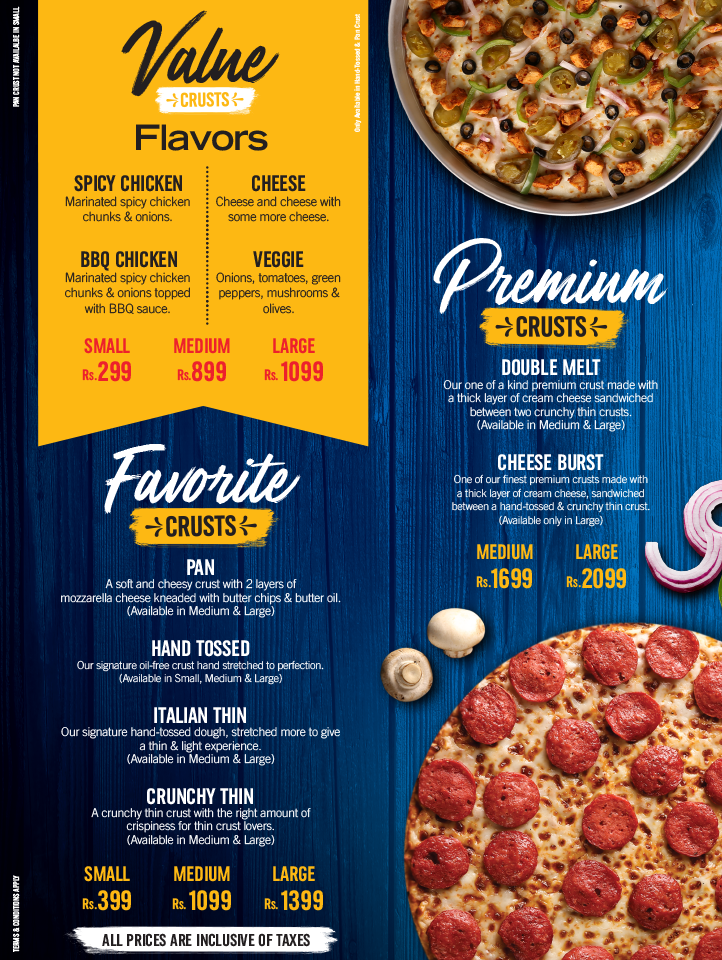 PAN CRUST NOT AVAILABLE IN SMALL
Value
CRUSTS
Flavors
Only Available in Hand-Tossed & Pan Crust
SPICY CHICKEN
Marinated spicy chicken
chunks & onions.
CHEESE
Cheese and cheese with
some more cheese.
BBQ CHICKEN
Marinated spicy chicken
chunks & onions topped
with BBQ sauce.
VEGGIE
Onions, tomatoes, green
peppers, mushrooms &
olives.
SMALL MEDIUM LARGE
Rs.299 Rs.899 Rs. 1099
Favorite
CRUSTS
PAN
A soft and cheesy crust with 2 layers of
mozzarella cheese kneaded with butter chips & butter oil.
(Available in Medium & Large)
HAND TOSSED
Our signature oil-free crust hand stretched to perfection.
(Available in Small, Medium & Large)
ITALIAN THIN
Our signature hand-tossed dough, stretched more to give
a thin & light experience.
(Available in Medium & Large)
CRUNCHY THIN
A crunchy thin crust with the right amount of
crispiness for thin crust lovers.
(Available in Medium & Large)
SMALL MEDIUM LARGE
Rs.399 Rs. 1099 Rs. 1399
ALL PRICES ARE INCLUSIVE OF TAXES
TERMS & CONDITIONS APPLY
Premium
CRUSTS
DOUBLE MELT
Our one of a kind premium crust made with
a thick layer of cream cheese sandwiched
between two crunchy thin crusts.
(Available in Medium & Large)
CHEESE BURST
One of our finest premium crusts made with
a thick layer of cream cheese, sandwiched
between a hand-tossed & crunchy thin crust.
(Available only in Large)
MEDIUM LARGE
Rs.1699 Rs.2099